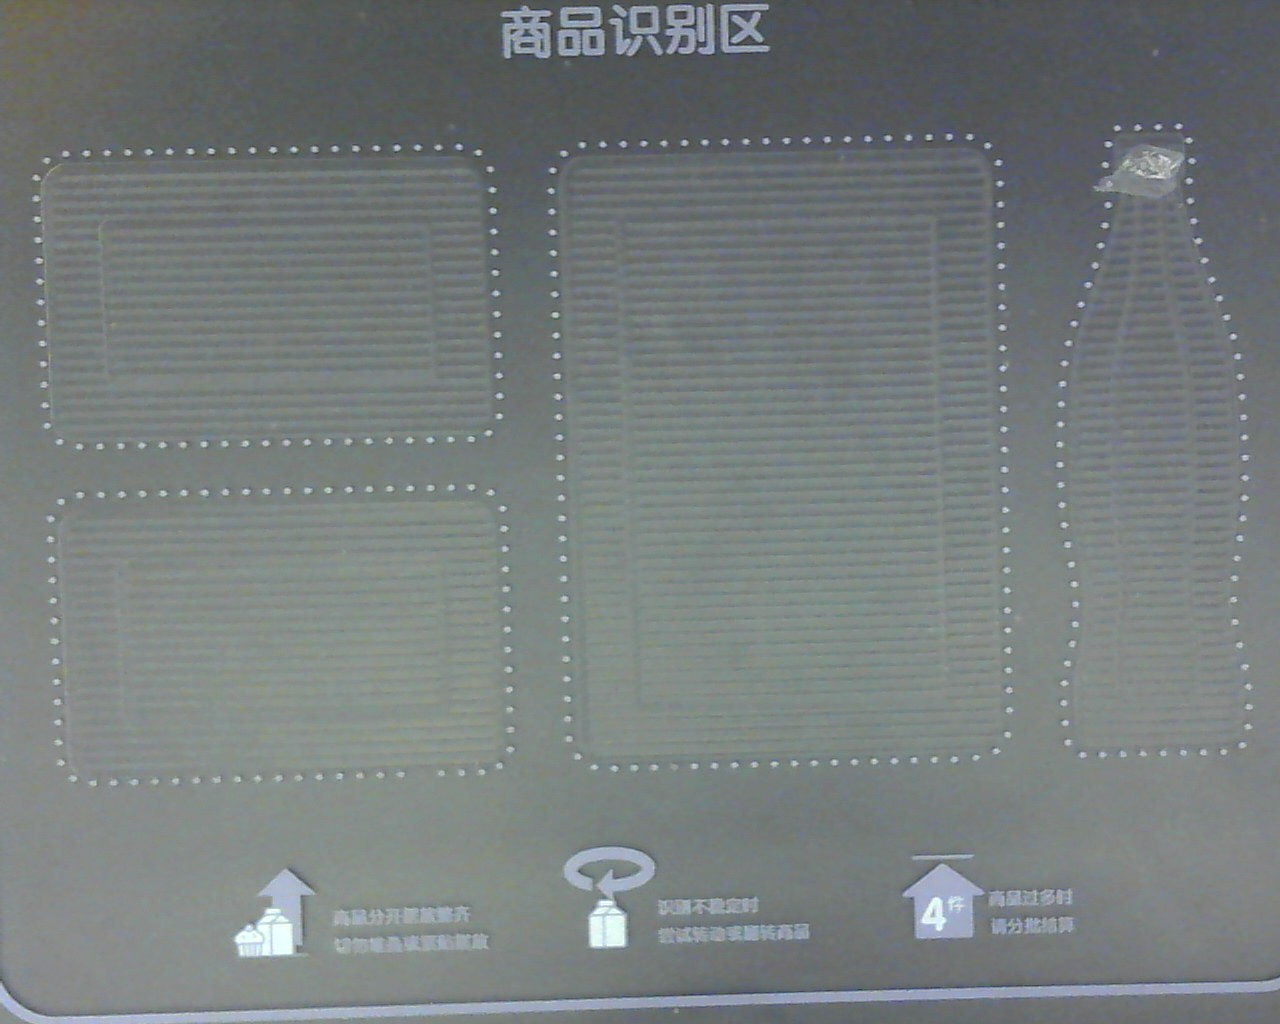 商品识别区
商品分开摆放整齐
切勿堆叠或紧贴摆放
识别不稳定时
尝试转动或翻转商品
4件
商品过多时
请分批结算